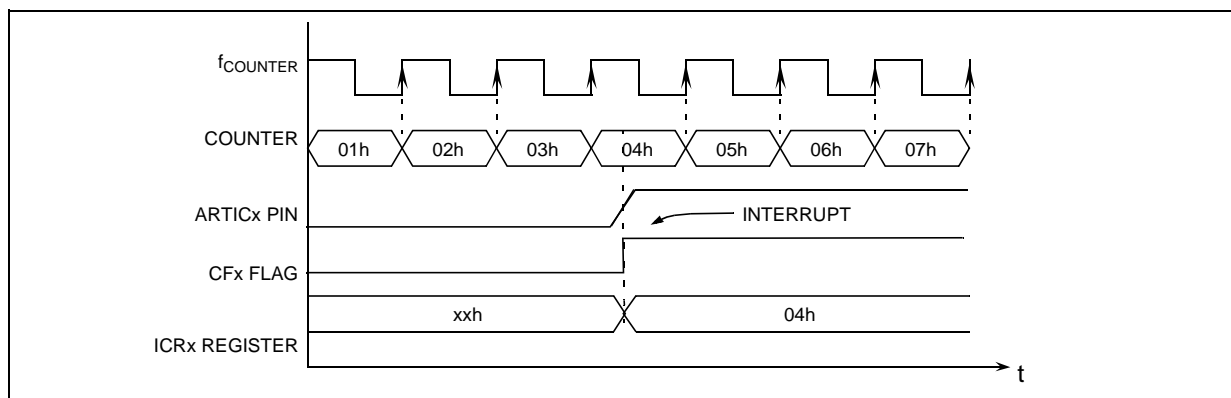 fCOUNTER
COUNTER
01h 02h 03h 04h 05h 06h 07h
ARTICx PIN
INTERRUPT
CFx FLAG
xxh 04h
ICRx REGISTER
t